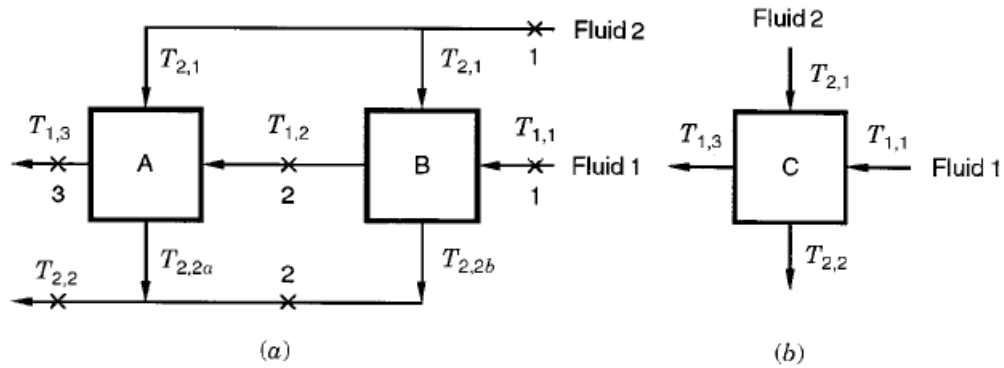 Fluid 2
1
T2,1
T2,1
T1,3
A
T1,2
B
T1,1
Fluid 1
3
2
1
T2,2
T2,2a
2
T2,2b
(a)
Fluid 2
T2,1
T1,3
C
T1,1
Fluid 1
T2,2
(b)